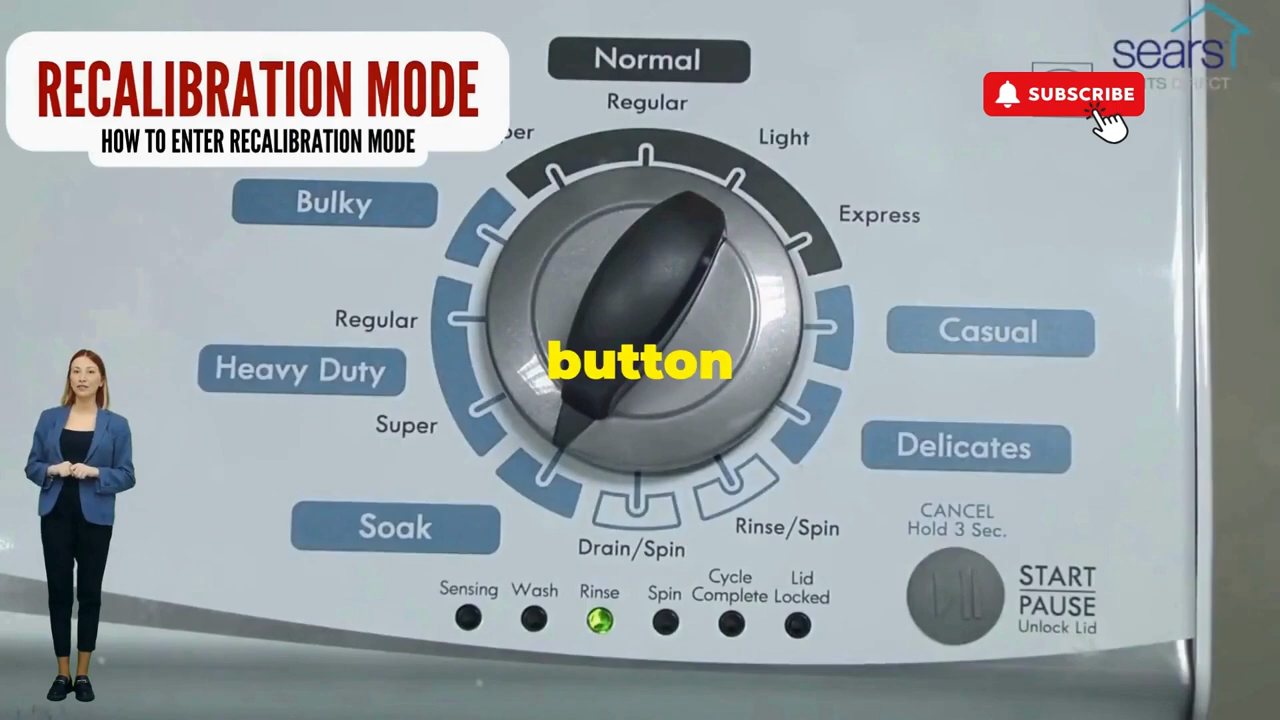 RECALIBRATION MODE
HOW TO ENTER RECALIBRATION MODE
Normal
Regular
Light
Express
sears
SUBSCRIBE
Bulky
Regular
Heavy Duty
Super
button
Casual
Delicates
Soak
Drain/Spin
Rinse/Spin
CANCEL
Hold 3 Sec.
Sensing
Wash
Rinse
Spin
Cycle
Complete
Lid
Locked
START
PAUSE
Unlock Lid